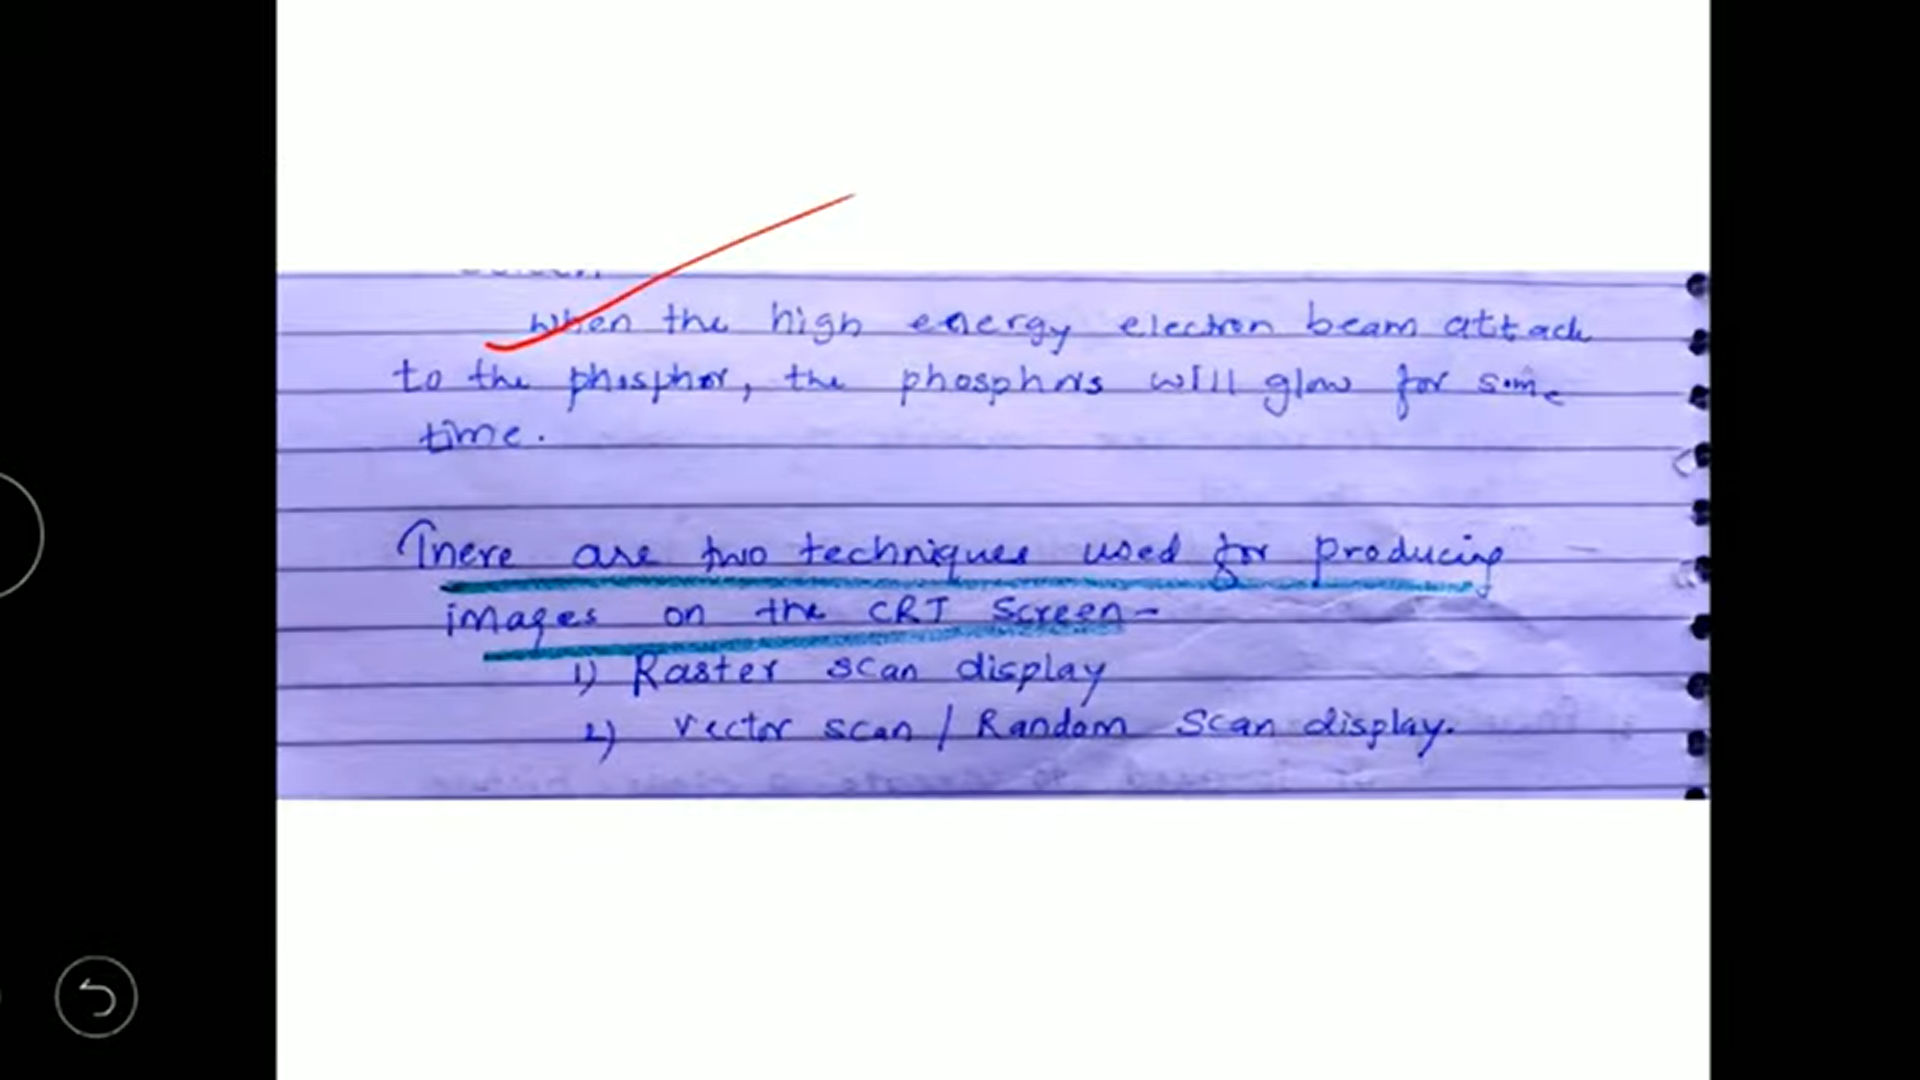 When the high energy electron beam attack
to the phosphor, the phosphors will glow for some
time.
There are two techniques used for producing
images on the CRT Screen-
1) Raster scan display
2) Vector scan / Random Scan display.